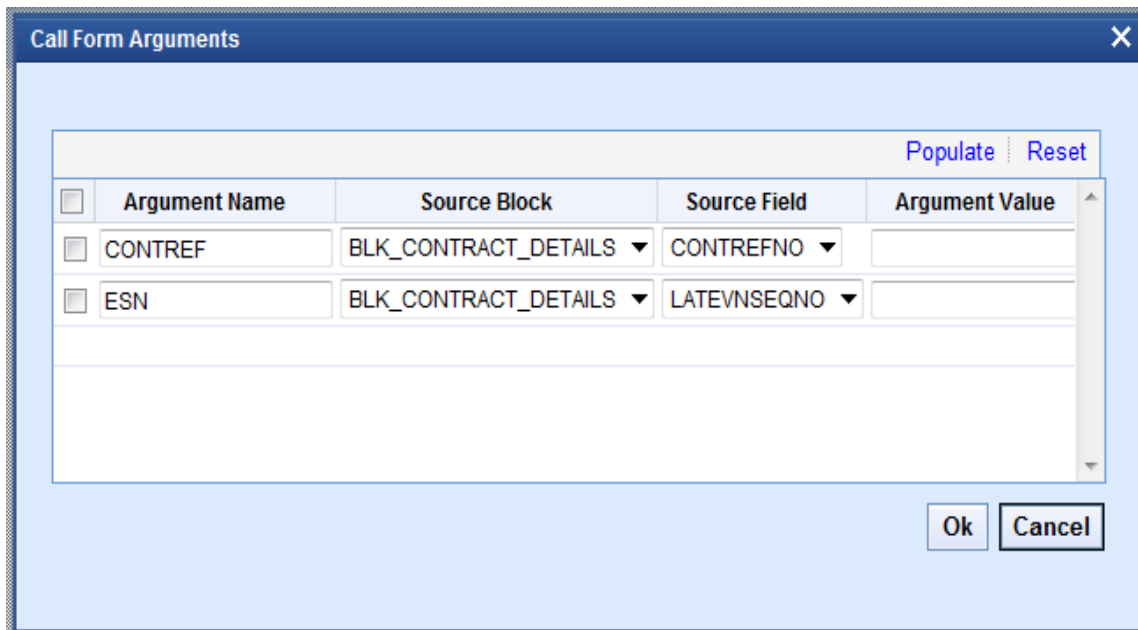 Call Form Arguments
Populate Reset
Argument Name Source Block Source Field Argument Value
CONTREF BLK_CONTRACT_DETAILS CONTREFNO
ESN BLK_CONTRACT_DETAILS LATEVNSEQNO
Ok Cancel